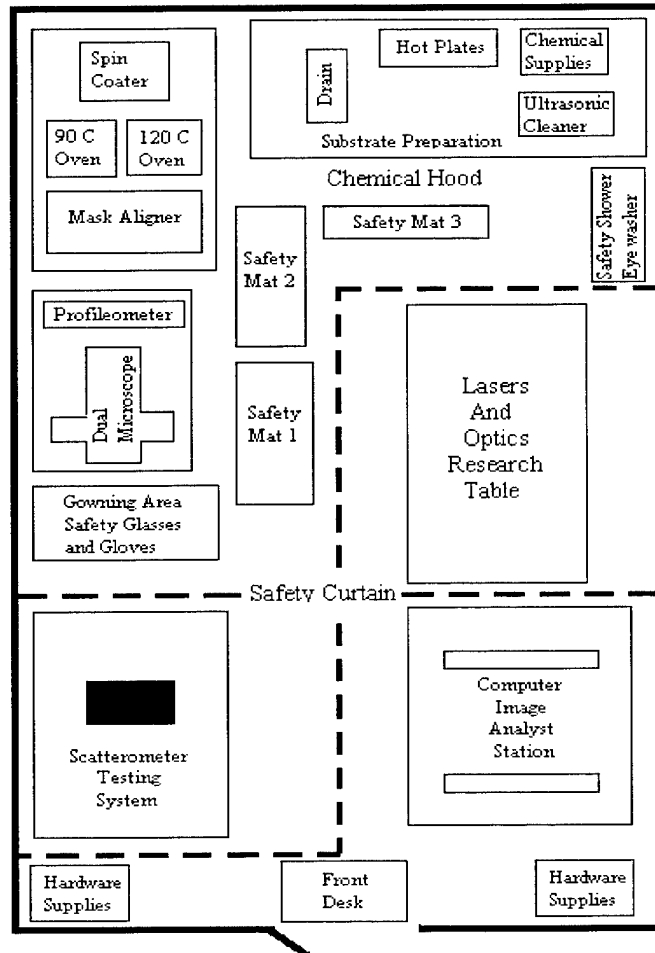 Spin
Coater
90 C
Oven
120 C
Oven
Mask Aligner
Drain
Hot Plates
Chemical
Supplies
Ultrasonic
Cleaner
Substrate Preparation
Chemical Hood
Safety Mat 3
Safety Shower
Eye washer
Safety
Mat 2
Profileometer
Dual
Microscope
Safety
Mat 1
Lasers
And
Optics
Research
Table
Gowning Area
Safety Glasses
and Gloves
Safety Curtain
Scatterometer
Testing
System
Computer
Image
Analyst
Station
Hardware
Supplies
Front
Desk
Hardware
Supplies